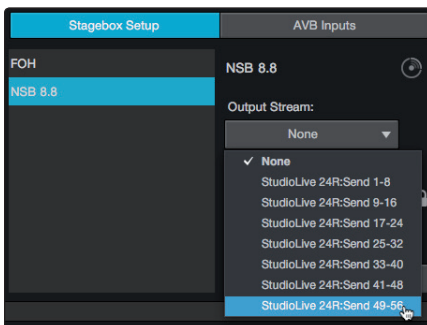 Stagebox Setup
AVB Inputs
FOH
NSB 8.8
NSB 8.8
Output Stream:
None
✓ None
StudioLive 24R:Send 1-8
StudioLive 24R:Send 9-16
StudioLive 24R:Send 17-24
StudioLive 24R:Send 25-32
StudioLive 24R:Send 33-40
StudioLive 24R:Send 41-48
StudioLive 24R:Send 49-56